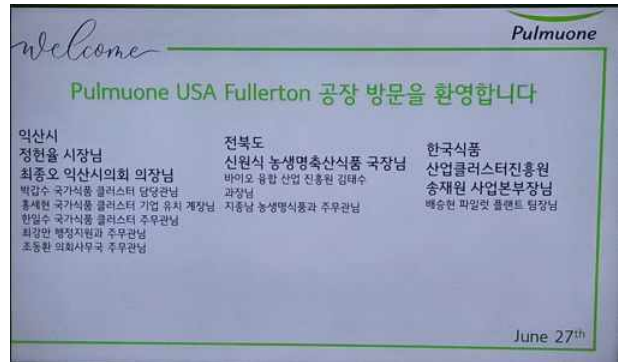 welcome
Pulmuone
Pulmuone USA Fullerton 공장 방문을 환영합니다
익산시
정헌율 시장님
최종오 익산시의회 의장님
박갑수 국가식품 클러스터 담당관님
홍세현 국가식품 클러스터 기업 유치 계장님
한일수 국가식품 클러스터 주무관님
최강만 행정지원과 주무관님
조동환 의회사무국 주무관님
전북도
신원식 농생명축산식품 국장님
바이오 융합 산업 진흥원 김태수
과장님
지종남 농생명식품과 주무관님
한국식품
산업클러스터진흥원
송재원 사업본부장님
배승현 파일럿 플랜트 팀장님
June 27th